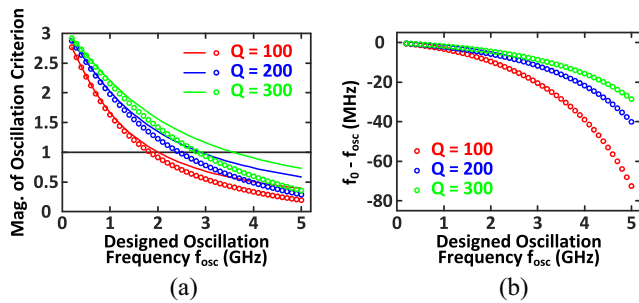 Mag. of Oscillation Criterion
3
2.5
2
1.5
1
0.5
0
Q = 100
Q = 200
Q = 300
0 1 2 3 4 5
Designed Oscillation
Frequency fosc (GHz)
(a)
f0 - fosc (MHz)
0
-20
-40
-60
-80
Q = 100
Q = 200
Q = 300
0 1 2 3 4 5
Designed Oscillation
Frequency fosc (GHz)
(b)